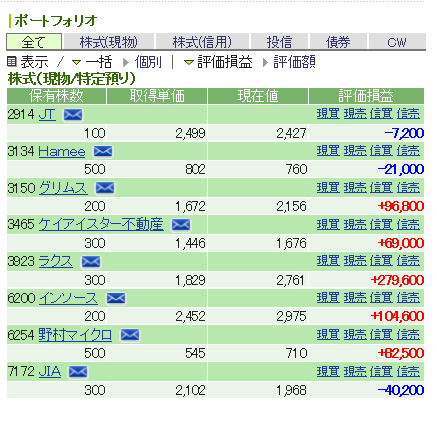 ポートフォリオ
全て 株式(現物) 株式(信用) 投信 債券 CW
表示 / 一括 個別 | 評価損益 評価額
株式(現物/特定預り)
保有株数 取得単価 現在値 評価損益
2914 JT 現買 現売 信買 信売
100 2,499 2,427 -7,200
3134 Hamee 現買 現売 信買 信売
500 802 760 -21,000
3150 グリムス 現買 現売 信買 信売
200 1,672 2,156 +96,800
3465 ケイアイスター不動産 現買 現売 信買 信売
300 1,446 1,676 +69,000
3923 ラクス 現買 現売 信買 信売
300 1,829 2,761 +279,600
6200 インソース 現買 現売 信買 信売
200 2,452 2,975 +104,600
6254 野村マイクロ 現買 現売 信買 信売
500 545 710 +82,500
7172 JIA 現買 現売 信買 信売
300 2,102 1,968 -40,200